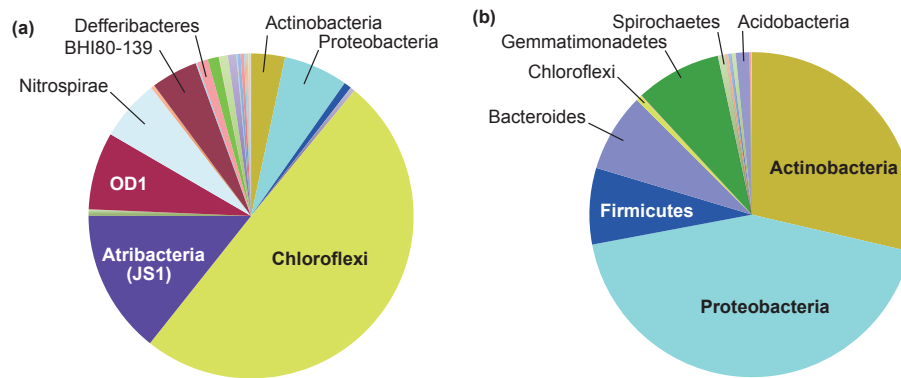 (a)
Defferibacteres
BHI80-139
Nitrospirae
Actinobacteria
Proteobacteria
OD1
Atribacteria
(JS1)
Chloroflexi
(b)
Spirochaetes
Acidobacteria
Gemmatimonadetes
Chloroflexi
Bacteroides
Actinobacteria
Firmicutes
Proteobacteria